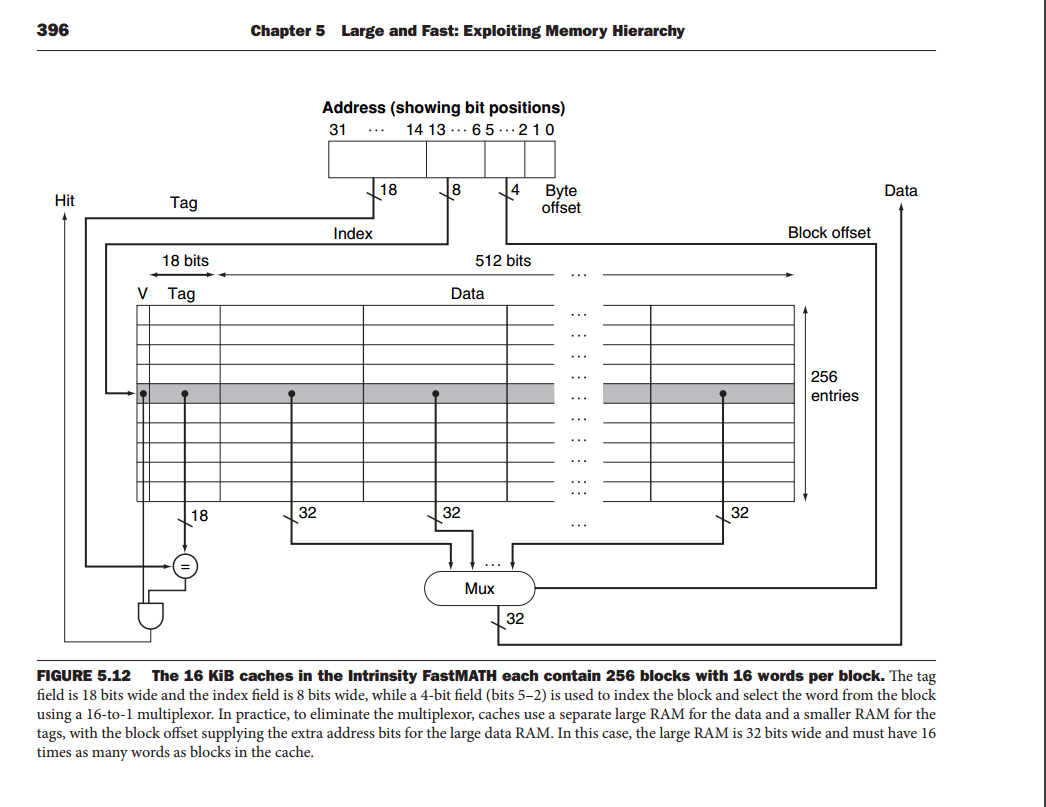 396 Chapter 5 Large and Fast: Exploiting Memory Hierarchy
Address (showing bit positions)
31 ... 14 13 ... 6 5 ... 2 1 0
18 8 4 Byte offset
Hit Tag Data
Index Block offset
18 bits 512 bits ...
V Tag Data
...
...
...
...
256 entries
...
...
...
...
...
...
18 32 32 ... 32
=
...
Mux
32
FIGURE 5.12 The 16 KiB caches in the Intrinsity FastMATH each contain 256 blocks with 16 words per block. The tag
field is 18 bits wide and the index field is 8 bits wide, while a 4-bit field (bits 5–2) is used to index the block and select the word from the block
using a 16-to-1 multiplexor. In practice, to eliminate the multiplexor, caches use a separate large RAM for the data and a smaller RAM for the
tags, with the block offset supplying the extra address bits for the large data RAM. In this case, the large RAM is 32 bits wide and must have 16
times as many words as blocks in the cache.